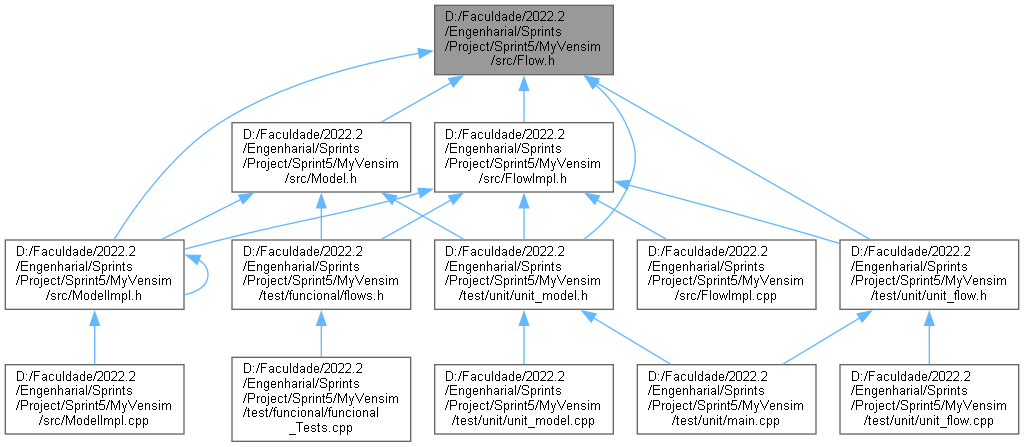 D:/Faculdade/2022.2
/Engenharial/Sprints
/Project/Sprint5/MyVensim
/src/Flow.h
D:/Faculdade/2022.2
/Engenharial/Sprints
/Project/Sprint5/MyVensim
/src/Model.h
D:/Faculdade/2022.2
/Engenharial/Sprints
/Project/Sprint5/MyVensim
/src/FlowImpl.h
D:/Faculdade/2022.2
/Engenharial/Sprints
/Project/Sprint5/MyVensim
/src/ModelImpl.h
D:/Faculdade/2022.2
/Engenharial/Sprints
/Project/Sprint5/MyVensim
/test/funcional/flows.h
D:/Faculdade/2022.2
/Engenharial/Sprints
/Project/Sprint5/MyVensim
/test/unit/unit_model.h
D:/Faculdade/2022.2
/Engenharial/Sprints
/Project/Sprint5/MyVensim
/src/FlowImpl.cpp
D:/Faculdade/2022.2
/Engenharial/Sprints
/Project/Sprint5/MyVensim
/test/unit/unit_flow.h
D:/Faculdade/2022.2
/Engenharial/Sprints
/Project/Sprint5/MyVensim
/src/ModelImpl.cpp
D:/Faculdade/2022.2
/Engenharial/Sprints
/Project/Sprint5/MyVensim
/test/funcional/funcional
_Tests.cpp
D:/Faculdade/2022.2
/Engenharial/Sprints
/Project/Sprint5/MyVensim
/test/unit/unit_model.cpp
D:/Faculdade/2022.2
/Engenharial/Sprints
/Project/Sprint5/MyVensim
/test/unit/main.cpp
D:/Faculdade/2022.2
/Engenharial/Sprints
/Project/Sprint5/MyVensim
/test/unit/unit_flow.cpp